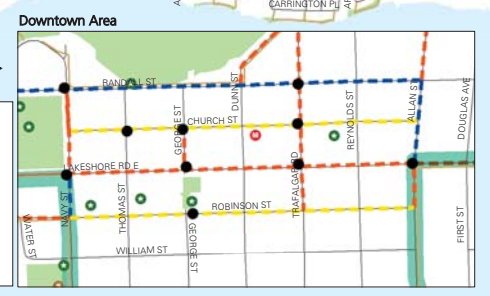 CARRINGTON PL
Downtown Area
RANDALL ST
DUNN ST
GEORGE ST
CHURCH ST
REYNOLDS ST
ALLAN ST
DOUGLAS AVE
LAKESHORE RD E
TRAFALGAR RD
NAVY ST
THOMAS ST
ROBINSON ST
WATER ST
GEORGE ST
FIRST ST
WILLIAM ST